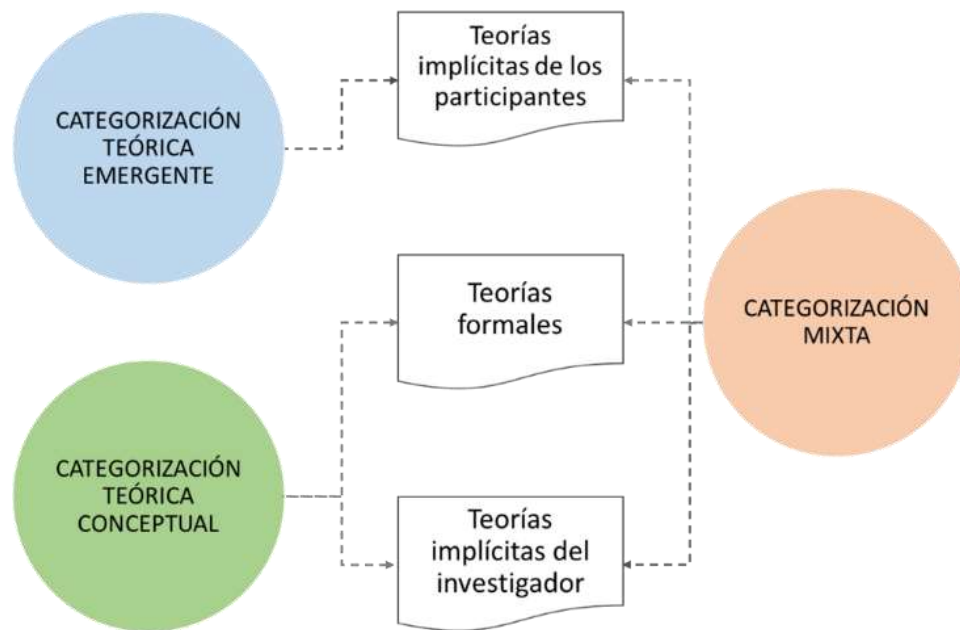 Teorías
implícitas de los
participantes
CATEGORIZACIÓN
TEÓRICA
EMERGENTE
Teorías
formales
CATEGORIZACIÓN
MIXTA
CATEGORIZACIÓN
TEÓRICA
CONCEPTUAL
Teorías
implícitas del
investigador